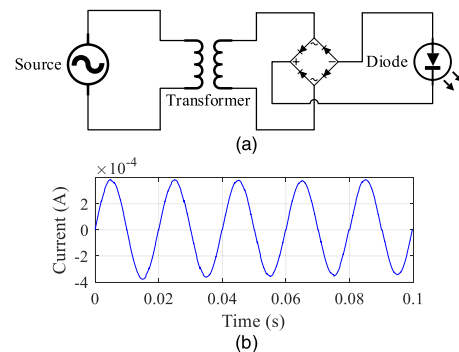 Source
Transformer
Diode
~
+
-
~
(a)
×10⁻⁴
2
0
-2
-4
Current (A)
0
0.02
0.04
0.06
0.08
0.1
Time (s)
(b)